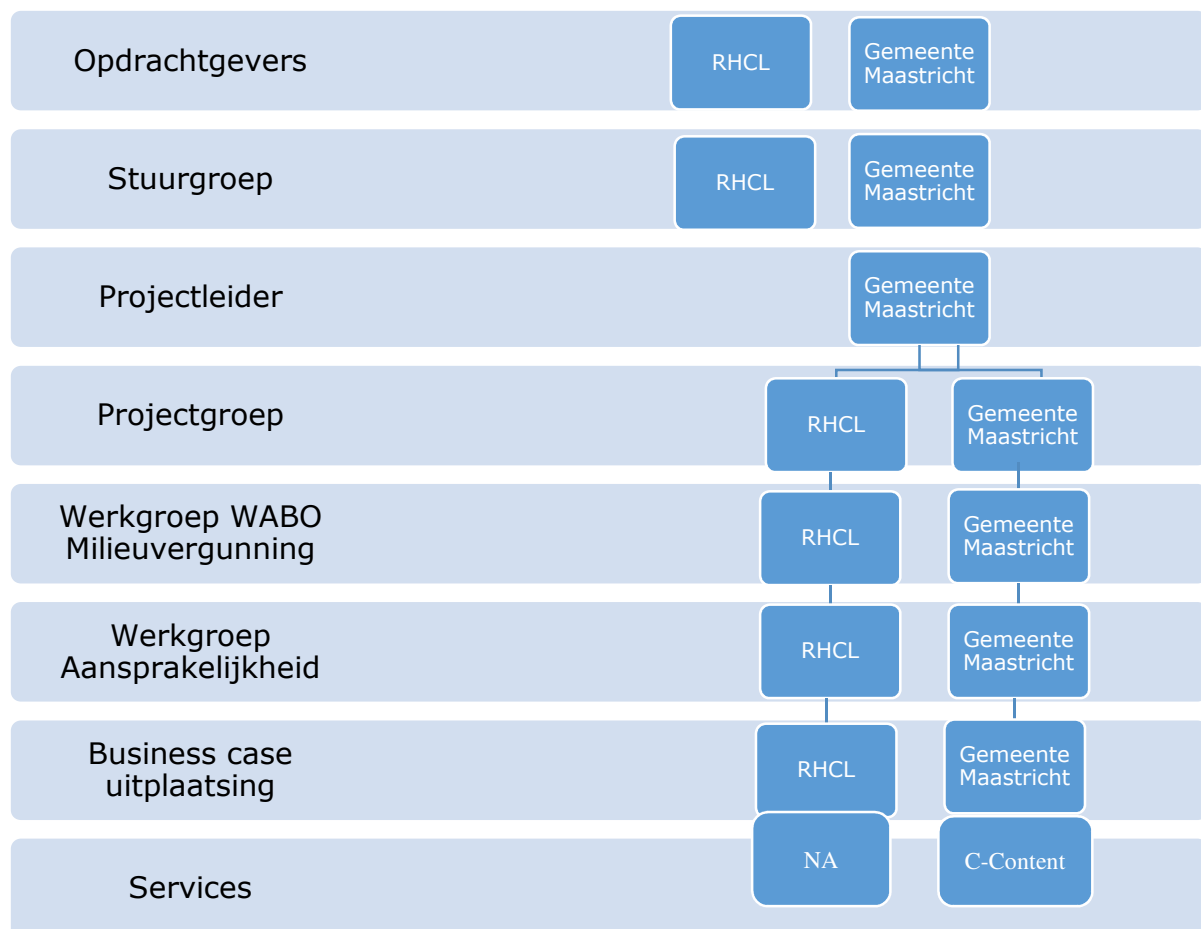 Opdrachtgevers
RHCL
Gemeente
Maastricht
Stuurgroep
RHCL
Gemeente
Maastricht
Projectleider
Gemeente
Maastricht
Projectgroep
RHCL
Gemeente
Maastricht
Werkgroep WABO
Milieuvergunning
RHCL
Gemeente
Maastricht
Werkgroep
Aansprakelijkheid
RHCL
Gemeente
Maastricht
Business case
uitplaatsing
RHCL
Gemeente
Maastricht
Services
NA
C-Content